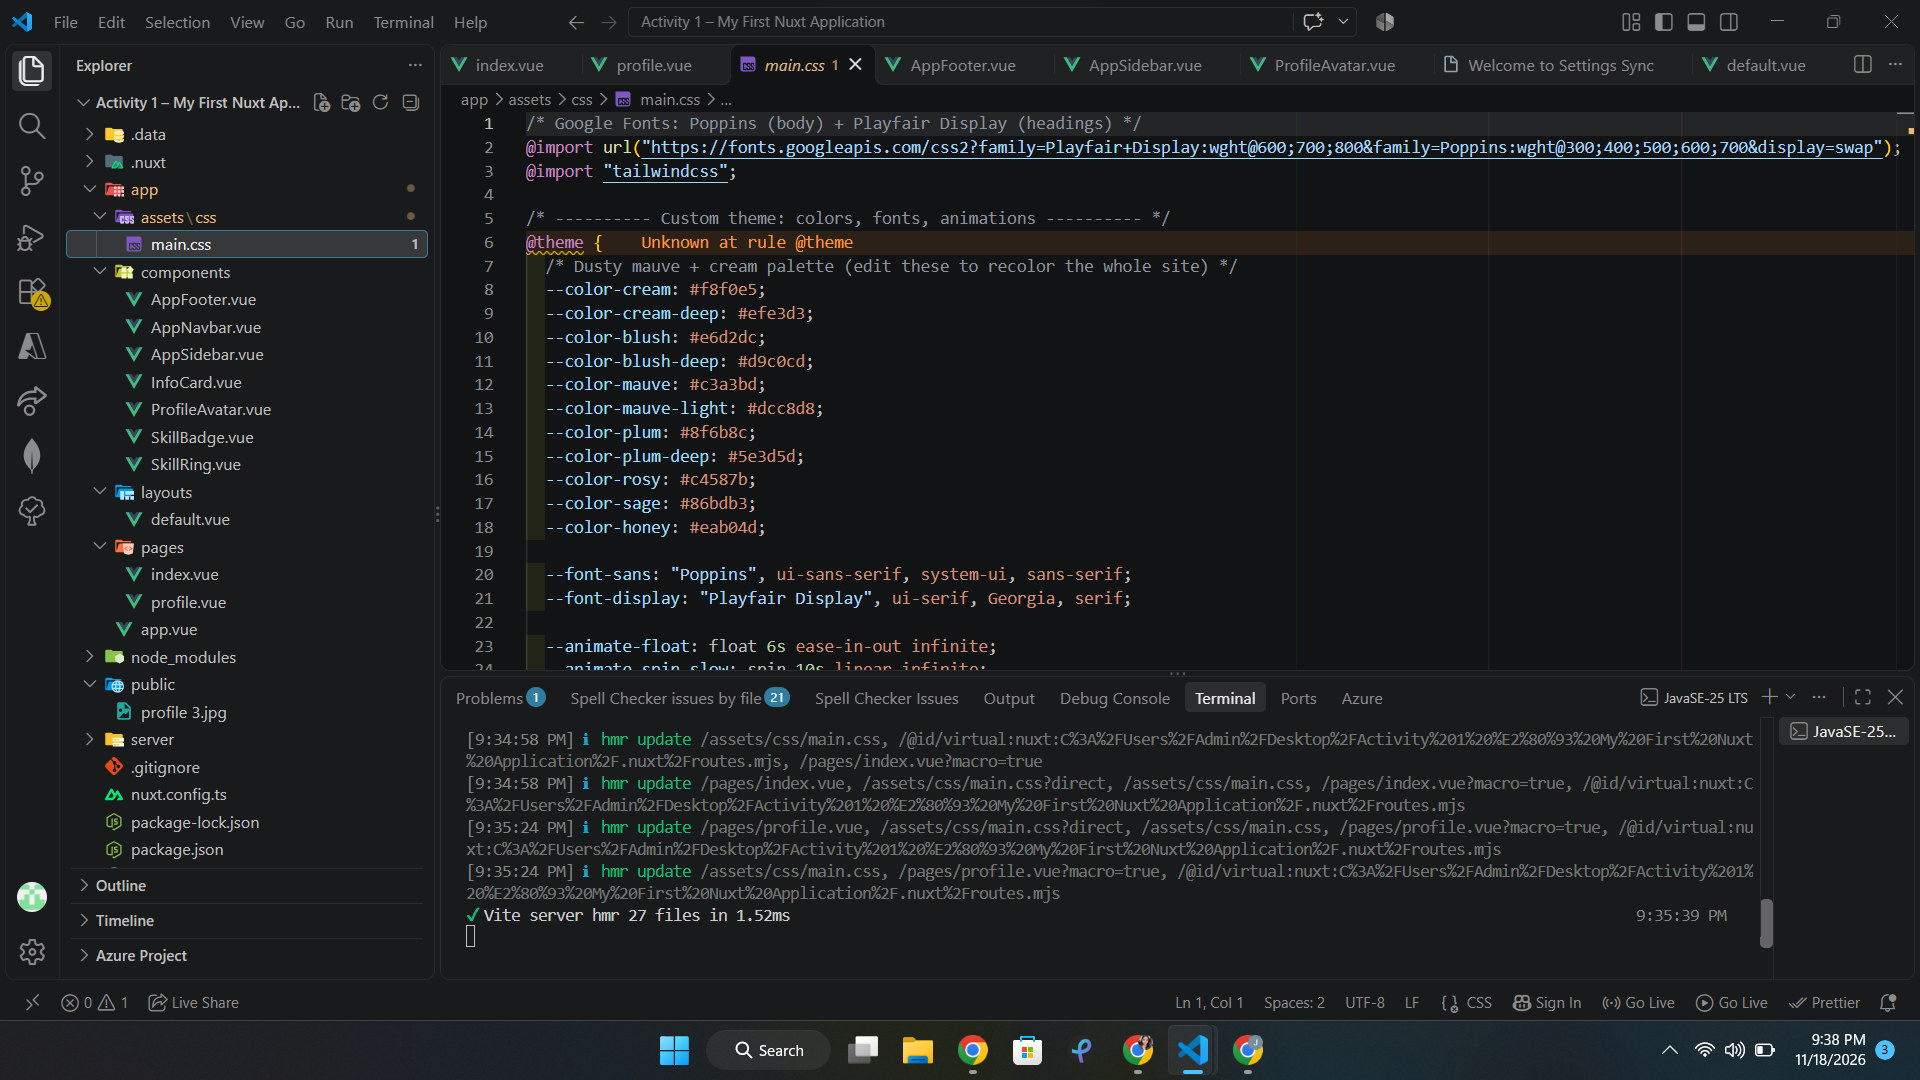 File Edit Selection View Go Run Terminal Help
Activity 1 – My First Nuxt Application
Explorer
Activity 1 – My First Nuxt Ap...
.data
.nuxt
app
assets \ css
main.css 1
components
AppFooter.vue
AppNavbar.vue
AppSidebar.vue
InfoCard.vue
ProfileAvatar.vue
SkillBadge.vue
SkillRing.vue
layouts
default.vue
pages
index.vue
profile.vue
app.vue
node_modules
public
profile 3.jpg
server
.gitignore
nuxt.config.ts
package-lock.json
package.json
Outline
Timeline
Azure Project
index.vue profile.vue main.css 1 AppFooter.vue AppSidebar.vue ProfileAvatar.vue Welcome to Settings Sync default.vue
app > assets > css > main.css > ...
1 /* Google Fonts: Poppins (body) + Playfair Display (headings) */
2 @import url("https://fonts.googleapis.com/css2?family=Playfair+Display:wght@600;700;800&family=Poppins:wght@300;400;500;600;700&display=swap");
3 @import "tailwindcss";
4
5 /* ---------- Custom theme: colors, fonts, animations ---------- */
6 @theme { Unknown at rule @theme
7 /* Dusty mauve + cream palette (edit these to recolor the whole site) */
8 --color-cream: #f8f0e5;
9 --color-cream-deep: #efe3d3;
10 --color-blush: #e6d2dc;
11 --color-blush-deep: #d9c0cd;
12 --color-mauve: #c3a3bd;
13 --color-mauve-light: #dcc8d8;
14 --color-plum: #8f6b8c;
15 --color-plum-deep: #5e3d5d;
16 --color-rosy: #c4587b;
17 --color-sage: #86bdb3;
18 --color-honey: #eab04d;
19
20 --font-sans: "Poppins", ui-sans-serif, system-ui, sans-serif;
21 --font-display: "Playfair Display", ui-serif, Georgia, serif;
22
23 --animate-float: float 6s ease-in-out infinite;
24 --animate-spin-slow: spin 10s linear infinite;
Problems 1 Spell Checker issues by file 21 Spell Checker Issues Output Debug Console Terminal Ports Azure
JavaSE-25 LTS
JavaSE-25...
[9:34:58 PM] ℹ hmr update /assets/css/main.css, /@id/virtual:nuxt:C%3A%2FUsers%2FAdmin%2FDesktop%2FActivity%201%20%E2%80%93%20My%20First%20Nuxt
%20Application%2F.nuxt%2Froutes.mjs, /pages/index.vue?macro=true
[9:34:58 PM] ℹ hmr update /pages/index.vue, /assets/css/main.css?direct, /assets/css/main.css, /pages/index.vue?macro=true, /@id/virtual:nuxt:C
%3A%2FUsers%2FAdmin%2FDesktop%2FActivity%201%20%E2%80%93%20My%20First%20Nuxt%20Application%2F.nuxt%2Froutes.mjs
[9:35:24 PM] ℹ hmr update /pages/profile.vue, /assets/css/main.css?direct, /assets/css/main.css, /pages/profile.vue?macro=true, /@id/virtual:nu
xt:C%3A%2FUsers%2FAdmin%2FDesktop%2FActivity%201%20%E2%80%93%20My%20First%20Nuxt%20Application%2F.nuxt%2Froutes.mjs
[9:35:24 PM] ℹ hmr update /assets/css/main.css, /pages/profile.vue?macro=true, /@id/virtual:nuxt:C%3A%2FUsers%2FAdmin%2FDesktop%2FActivity%201%
20%E2%80%93%20My%20First%20Nuxt%20Application%2F.nuxt%2Froutes.mjs
✔ Vite server hmr 27 files in 1.52ms 9:35:39 PM
0 1 Live Share
Ln 1, Col 1 Spaces: 2 UTF-8 LF { } CSS Sign In Go Live Go Live Prettier
Search
9:38 PM
11/18/2026
3